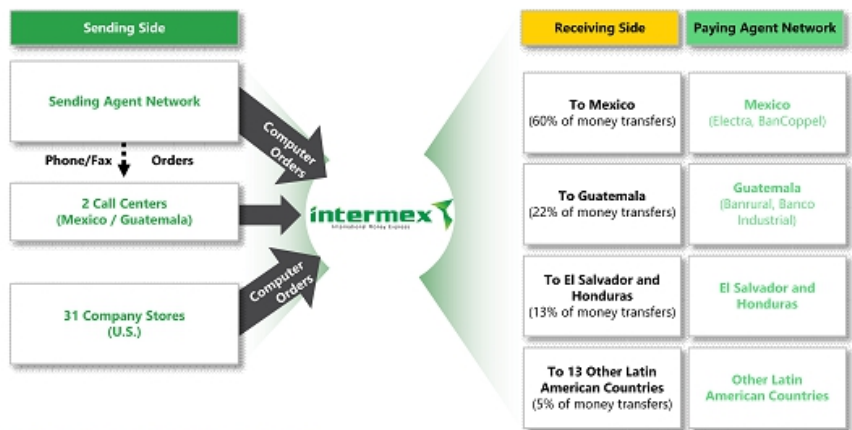 Sending Side
Sending Agent Network
Phone/Fax Orders
2 Call Centers
(Mexico / Guatemala)
31 Company Stores
(U.S.)
Computer
Orders
Computer
Orders
intermex
International Money Express
Receiving Side
Paying Agent Network
To Mexico
(60% of money transfers)
Mexico
(Electra, BanCoppel)
To Guatemala
(22% of money transfers)
Guatemala
(Banrural, Banco
Industrial)
To El Salvador and
Honduras
(13% of money transfers)
El Salvador and
Honduras
To 13 Other Latin
American Countries
(5% of money transfers)
Other Latin
American Countries